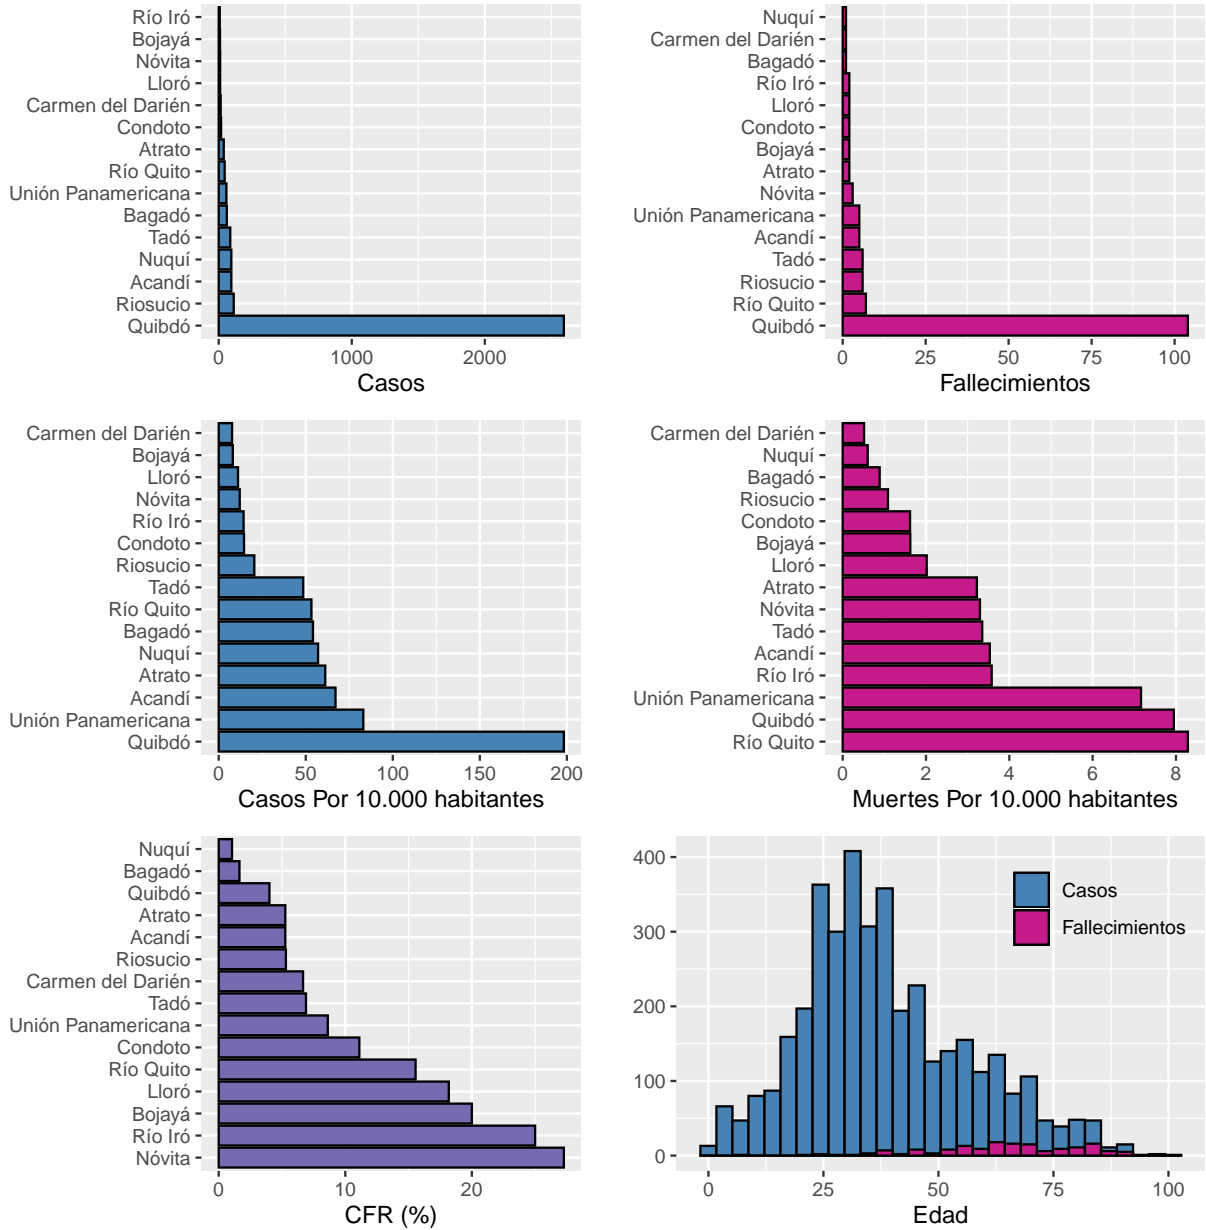 Río Iró
Bojayá
Nóvita
Lloró
Carmen del Darién
Condoto
Atrato
Río Quito
Unión Panamericana
Bagadó
Tadó
Nuquí
Acandí
Riosucio
Quibdó
0 1000 2000
Casos
Nuquí
Carmen del Darién
Bagadó
Río Iró
Lloró
Condoto
Bojayá
Atrato
Nóvita
Unión Panamericana
Acandí
Tadó
Riosucio
Río Quito
Quibdó
0 25 50 75 100
Fallecimientos
Carmen del Darién
Bojayá
Lloró
Nóvita
Río Iró
Condoto
Riosucio
Tadó
Río Quito
Bagadó
Nuquí
Atrato
Acandí
Unión Panamericana
Quibdó
0 50 100 150 200
Casos Por 10.000 habitantes
Carmen del Darién
Nuquí
Bagadó
Riosucio
Condoto
Bojayá
Lloró
Atrato
Nóvita
Tadó
Acandí
Río Iró
Unión Panamericana
Quibdó
Río Quito
0 2 4 6 8
Muertes Por 10.000 habitantes
Nuquí
Bagadó
Quibdó
Atrato
Acandí
Riosucio
Carmen del Darién
Tadó
Unión Panamericana
Condoto
Río Quito
Lloró
Bojayá
Río Iró
Nóvita
0 10 20
CFR (%)
400
300
200
100
0
Casos
Fallecimientos
0 25 50 75 100
Edad